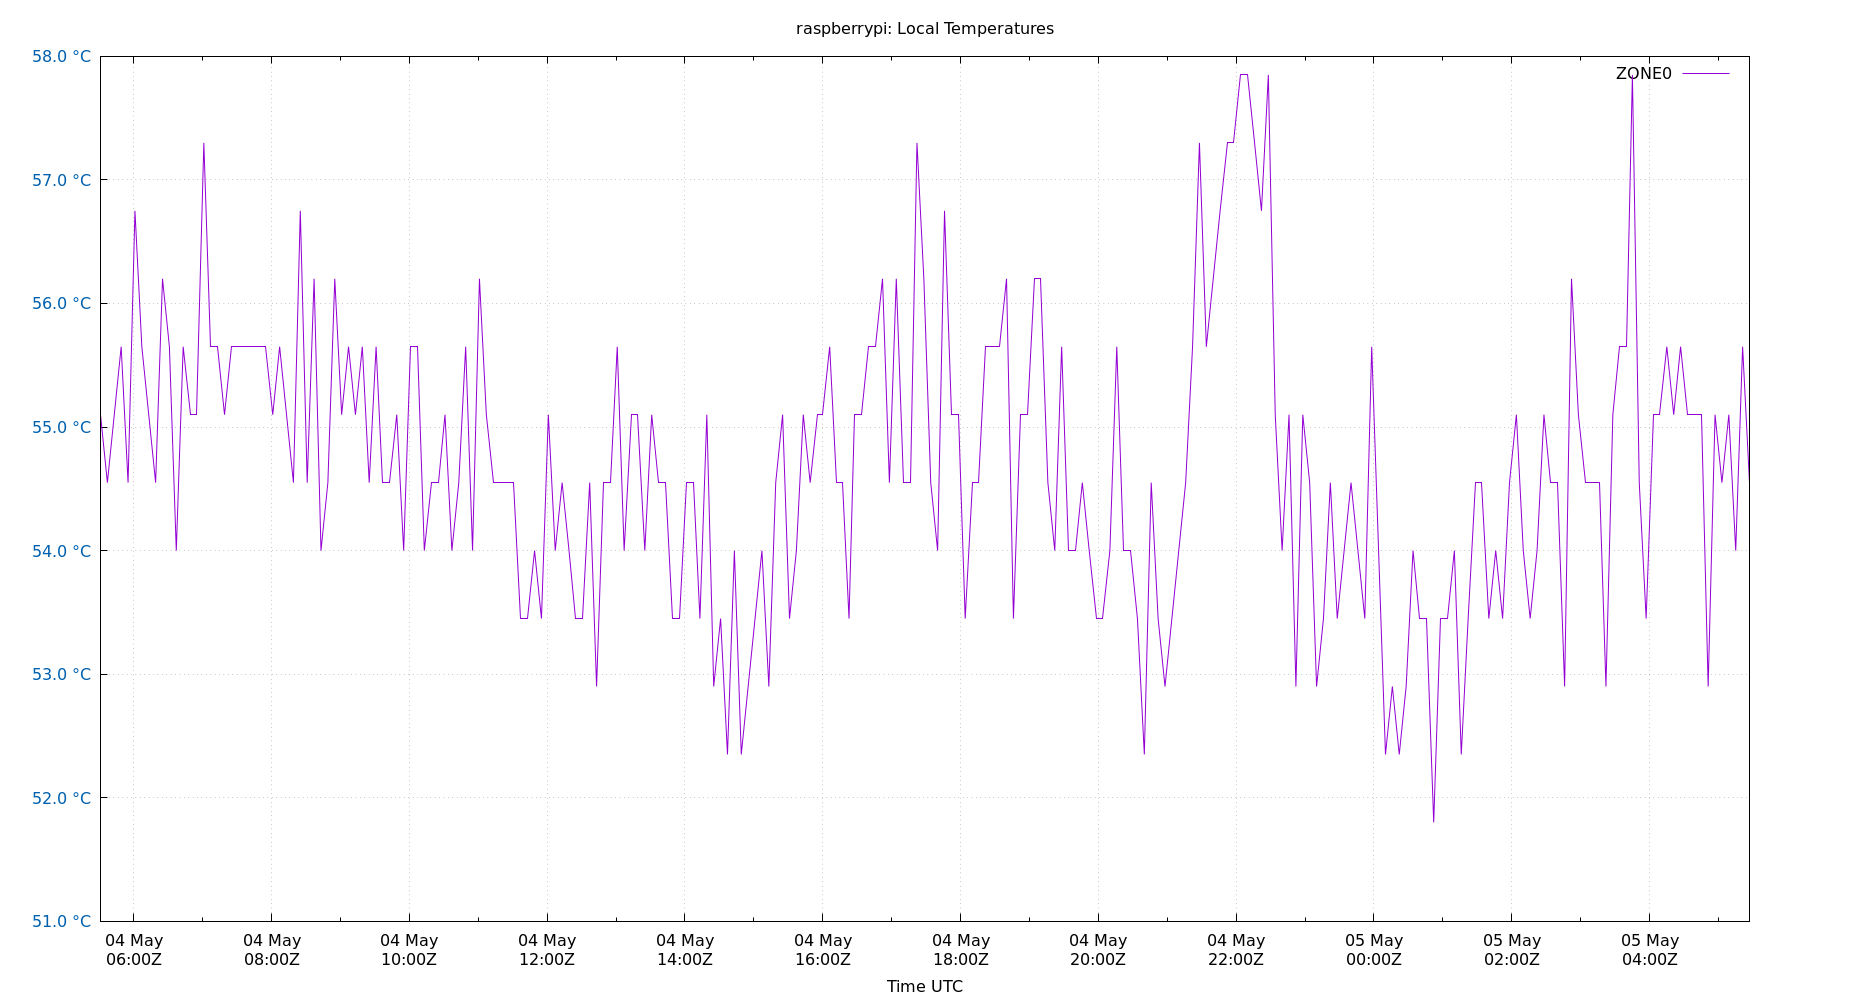 raspberrypi: Local Temperatures
58.0 °C
ZONE0
57.0 °C
56.0 °C
55.0 °C
54.0 °C
53.0 °C
52.0 °C
51.0 °C
04 May 04 May 04 May 04 May 04 May 04 May 04 May 04 May 04 May 05 May 05 May 05 May
06:00Z 08:00Z 10:00Z 12:00Z 14:00Z 16:00Z 18:00Z 20:00Z 22:00Z 00:00Z 02:00Z 04:00Z
Time UTC